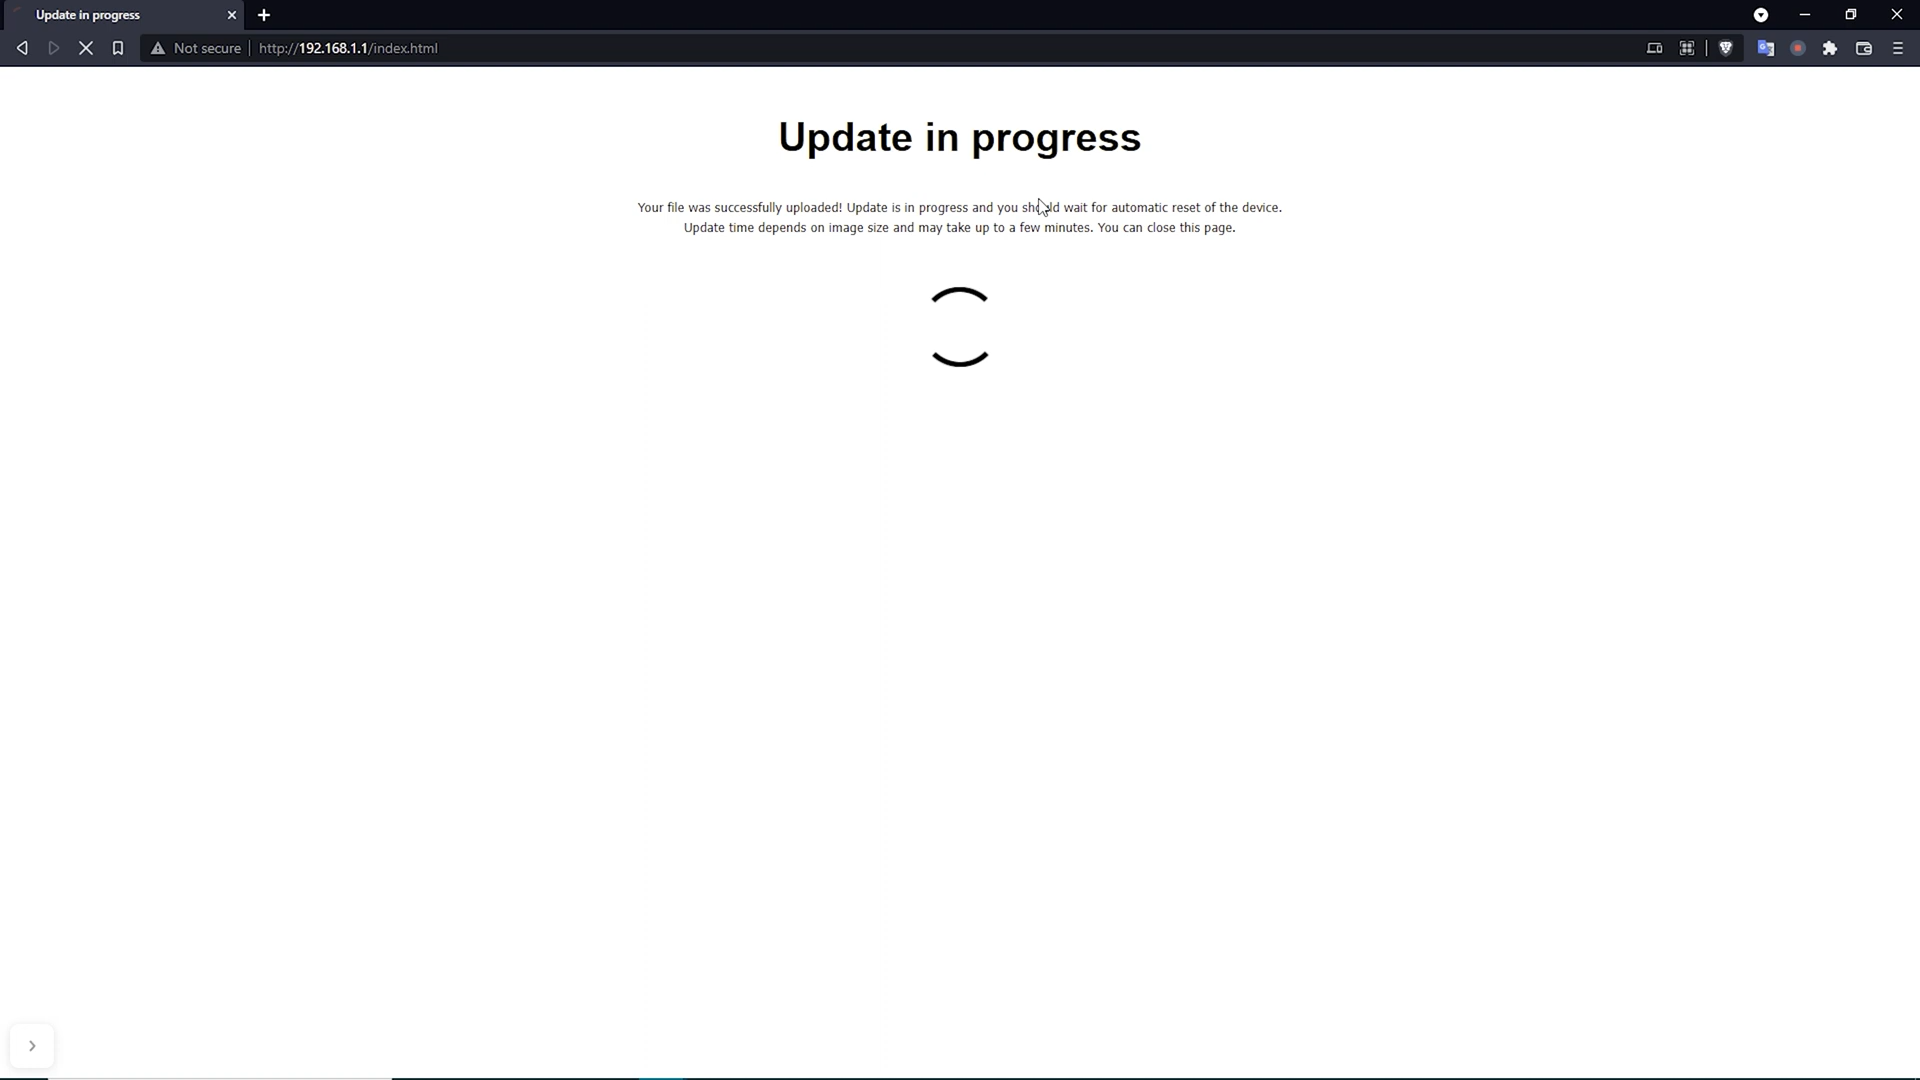 Update in progress
Not secure
http://192.168.1.1/index.html
Update in progress
Your file was successfully uploaded! Update is in progress and you should wait for automatic reset of the device.
Update time depends on image size and may take up to a few minutes. You can close this page.